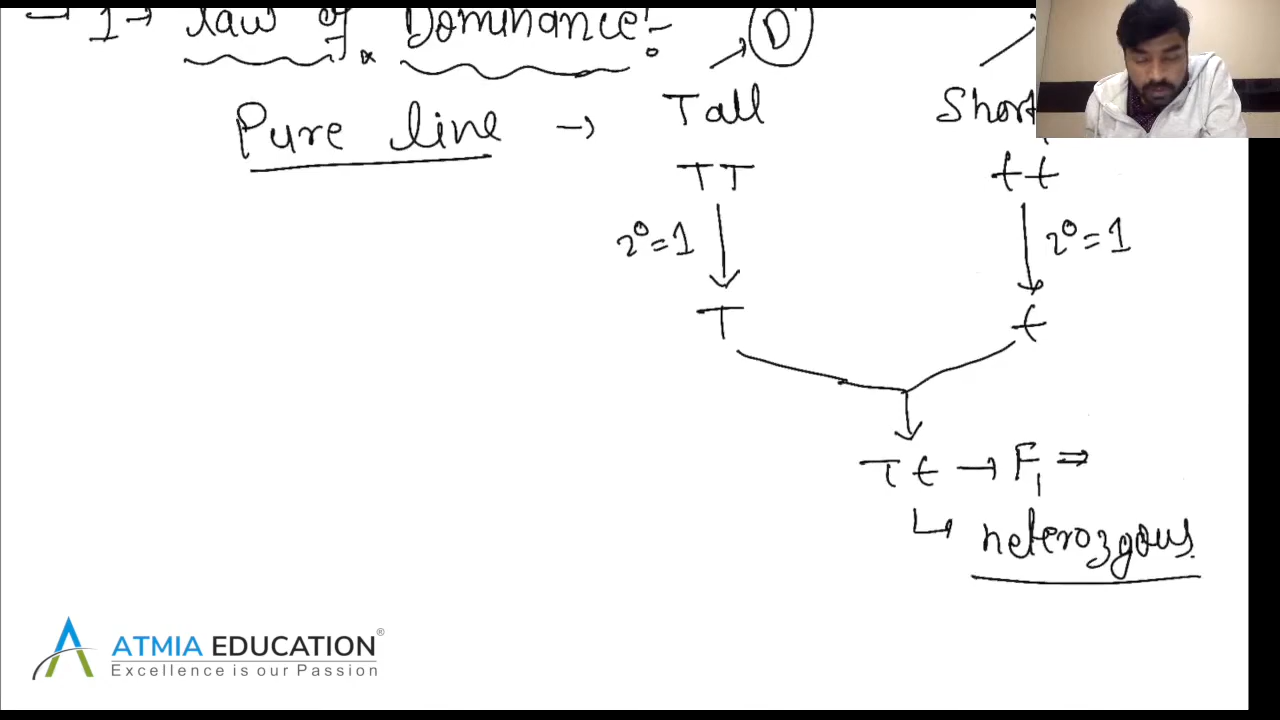 → 1 → Law of Dominance:-
D
Pure line → Tall Short
TT tt
2⁰=1 2⁰=1
T t
Tt → F₁ ⇒
↳ heterozgous.
ATMIA EDUCATION®
Excellence is our Passion